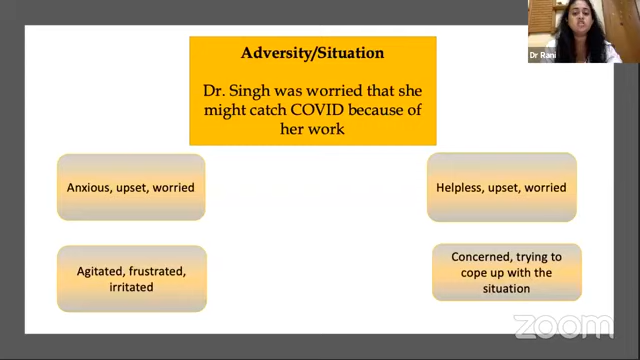 Adversity/Situation
Dr. Singh was worried that she
might catch COVID because of
her work
Dr Rani
Anxious, upset, worried
Helpless, upset, worried
Agitated, frustrated,
irritated
Concerned, trying to
cope up with the
situation
zoom